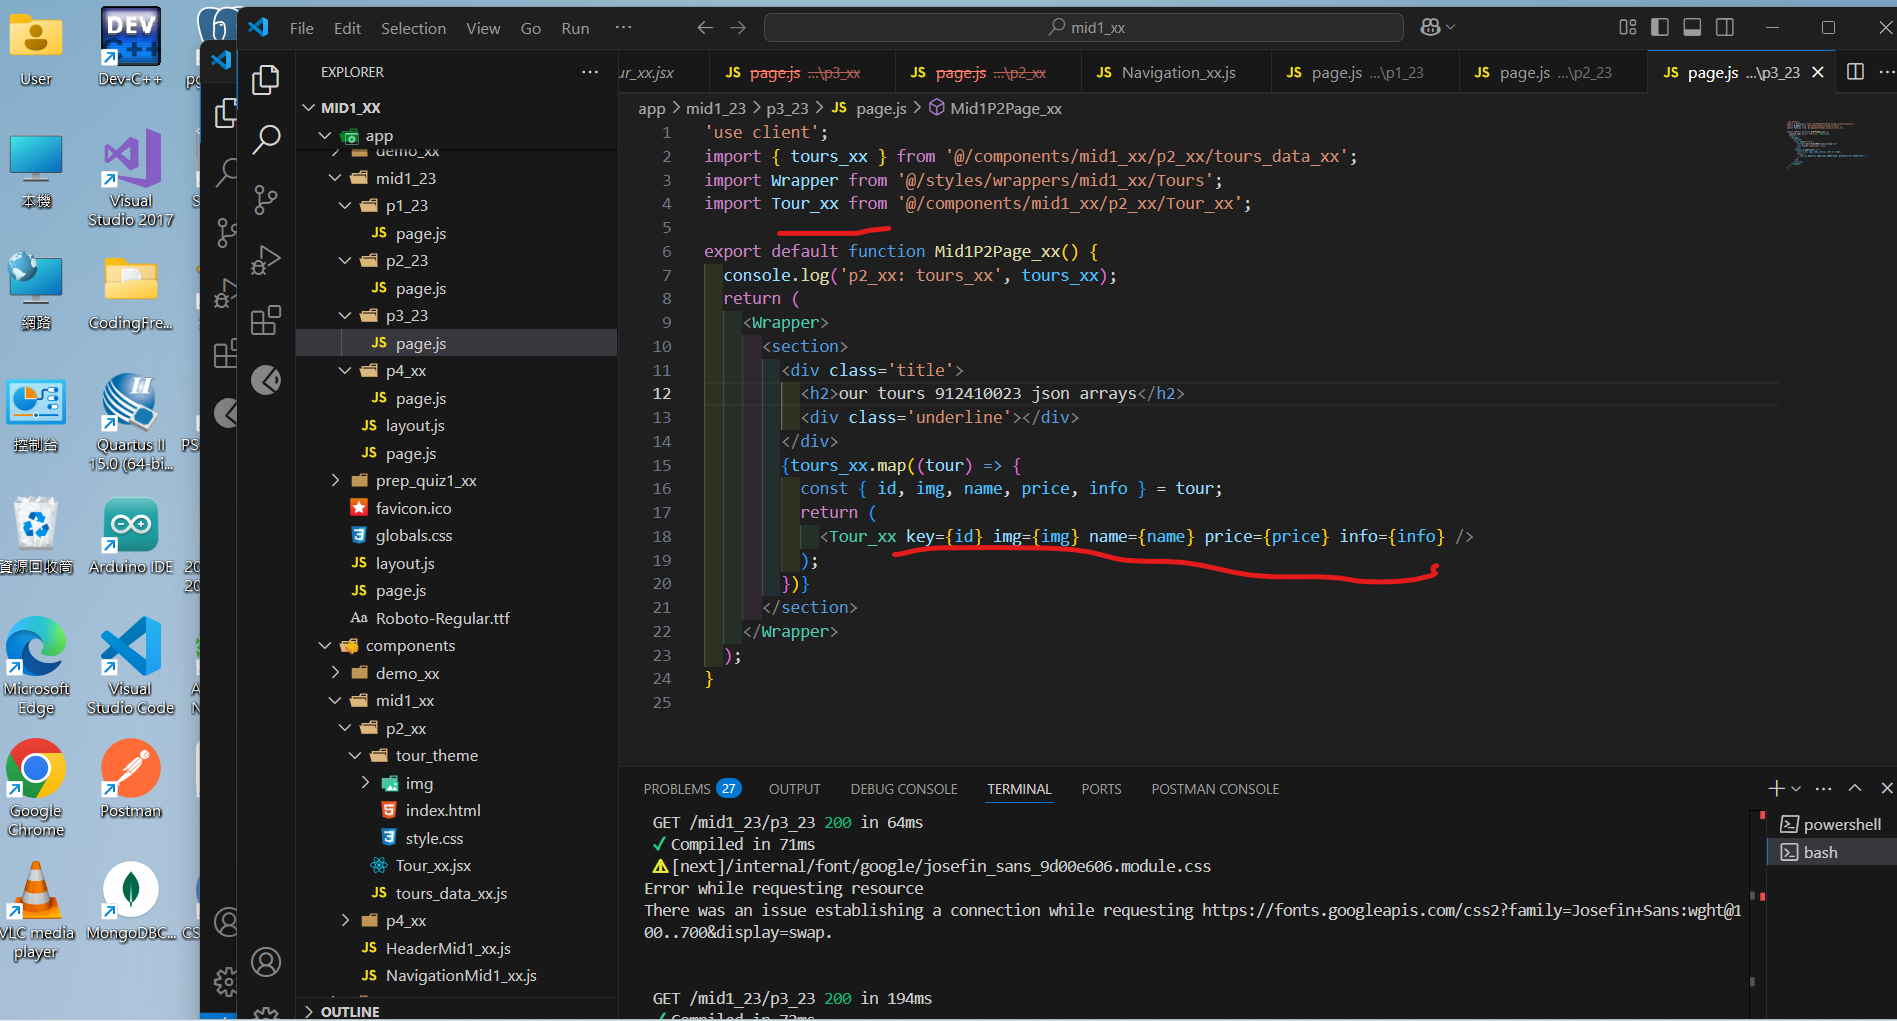 User
Dev-C++
本機
Visual
Studio 2017
網路
CodingFre...
控制台
Quartus II
15.0 (64-bi...
資源回收筒
Arduino IDE
Microsoft
Edge
Visual
Studio Code
Google
Chrome
Postman
VLC media
player
MongoDBC...
File Edit Selection View Go Run ...
mid1_xx
EXPLORER
MID1_XX
app
demo_xx
mid1_23
p1_23
JS page.js
p2_23
JS page.js
p3_23
JS page.js
p4_xx
JS page.js
JS layout.js
JS page.js
prep_quiz1_xx
favicon.ico
globals.css
JS layout.js
JS page.js
Aa Roboto-Regular.ttf
components
demo_xx
mid1_xx
p2_xx
tour_theme
img
index.html
style.css
Tour_xx.jsx
JS tours_data_xx.js
p4_xx
JS HeaderMid1_xx.js
JS NavigationMid1_xx.js
OUTLINE
ur_xx.jsx JS page.js ...\p3_xx JS page.js ...\p2_xx JS Navigation_xx.js JS page.js ...\p1_23 JS page.js ...\p2_23 JS page.js ...\p3_23
app > mid1_23 > p3_23 > JS page.js > Mid1P2Page_xx
1 'use client';
2 import { tours_xx } from '@/components/mid1_xx/p2_xx/tours_data_xx';
3 import Wrapper from '@/styles/wrappers/mid1_xx/Tours';
4 import Tour_xx from '@/components/mid1_xx/p2_xx/Tour_xx';
5
6 export default function Mid1P2Page_xx() {
7 console.log('p2_xx: tours_xx', tours_xx);
8 return (
9 <Wrapper>
10 <section>
11 <div class='title'>
12 <h2>our tours 912410023 json arrays</h2>
13 <div class='underline'></div>
14 </div>
15 {tours_xx.map((tour) => {
16 const { id, img, name, price, info } = tour;
17 return (
18 <Tour_xx key={id} img={img} name={name} price={price} info={info} />
19 );
20 })}
21 </section>
22 </Wrapper>
23 );
24 }
25
PROBLEMS 27 OUTPUT DEBUG CONSOLE TERMINAL PORTS POSTMAN CONSOLE
GET /mid1_23/p3_23 200 in 64ms
✓ Compiled in 71ms
⚠ [next]/internal/font/google/josefin_sans_9d00e606.module.css
Error while requesting resource
There was an issue establishing a connection while requesting https://fonts.googleapis.com/css2?family=Josefin+Sans:wght@1
00..700&display=swap.
GET /mid1_23/p3_23 200 in 194ms
powershell
bash